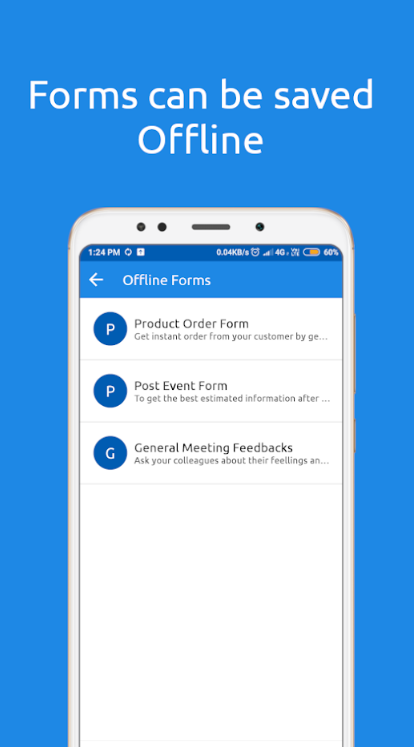 Forms can be saved
Offline
1:24 PM 0.04KB/s 4G 60%
Offline Forms
P
Product Order Form
Get instant order from your customer by ge...
P
Post Event Form
To get the best estimated information after ...
G
General Meeting Feedbacks
Ask your colleagues about their feellings an...